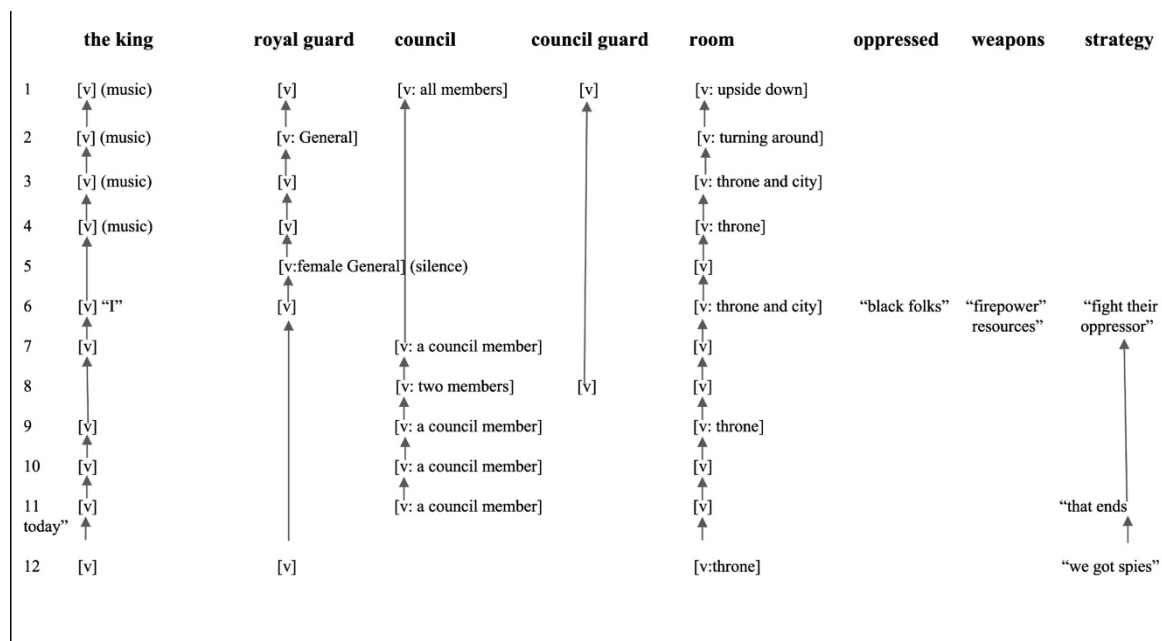 the king royal guard council council guard room oppressed weapons strategy
1 [v] (music) [v] [v: all members] [v] [v: upside down]
2 [v] (music) [v: General] [v: turning around]
3 [v] (music) [v] [v: throne and city]
4 [v] (music) [v] [v: throne]
5 [v:female General] (silence) [v]
6 [v] “I” [v] [v: throne and city] “black folks” “firepower” “fight their
resources” oppressor”
7 [v] [v: a council member] [v]
8 [v: two members] [v] [v]
9 [v] [v: a council member] [v: throne]
10 [v] [v: a council member] [v]
11 [v] [v: a council member] [v] “that ends
today”
12 [v] [v] [v:throne] “we got spies”